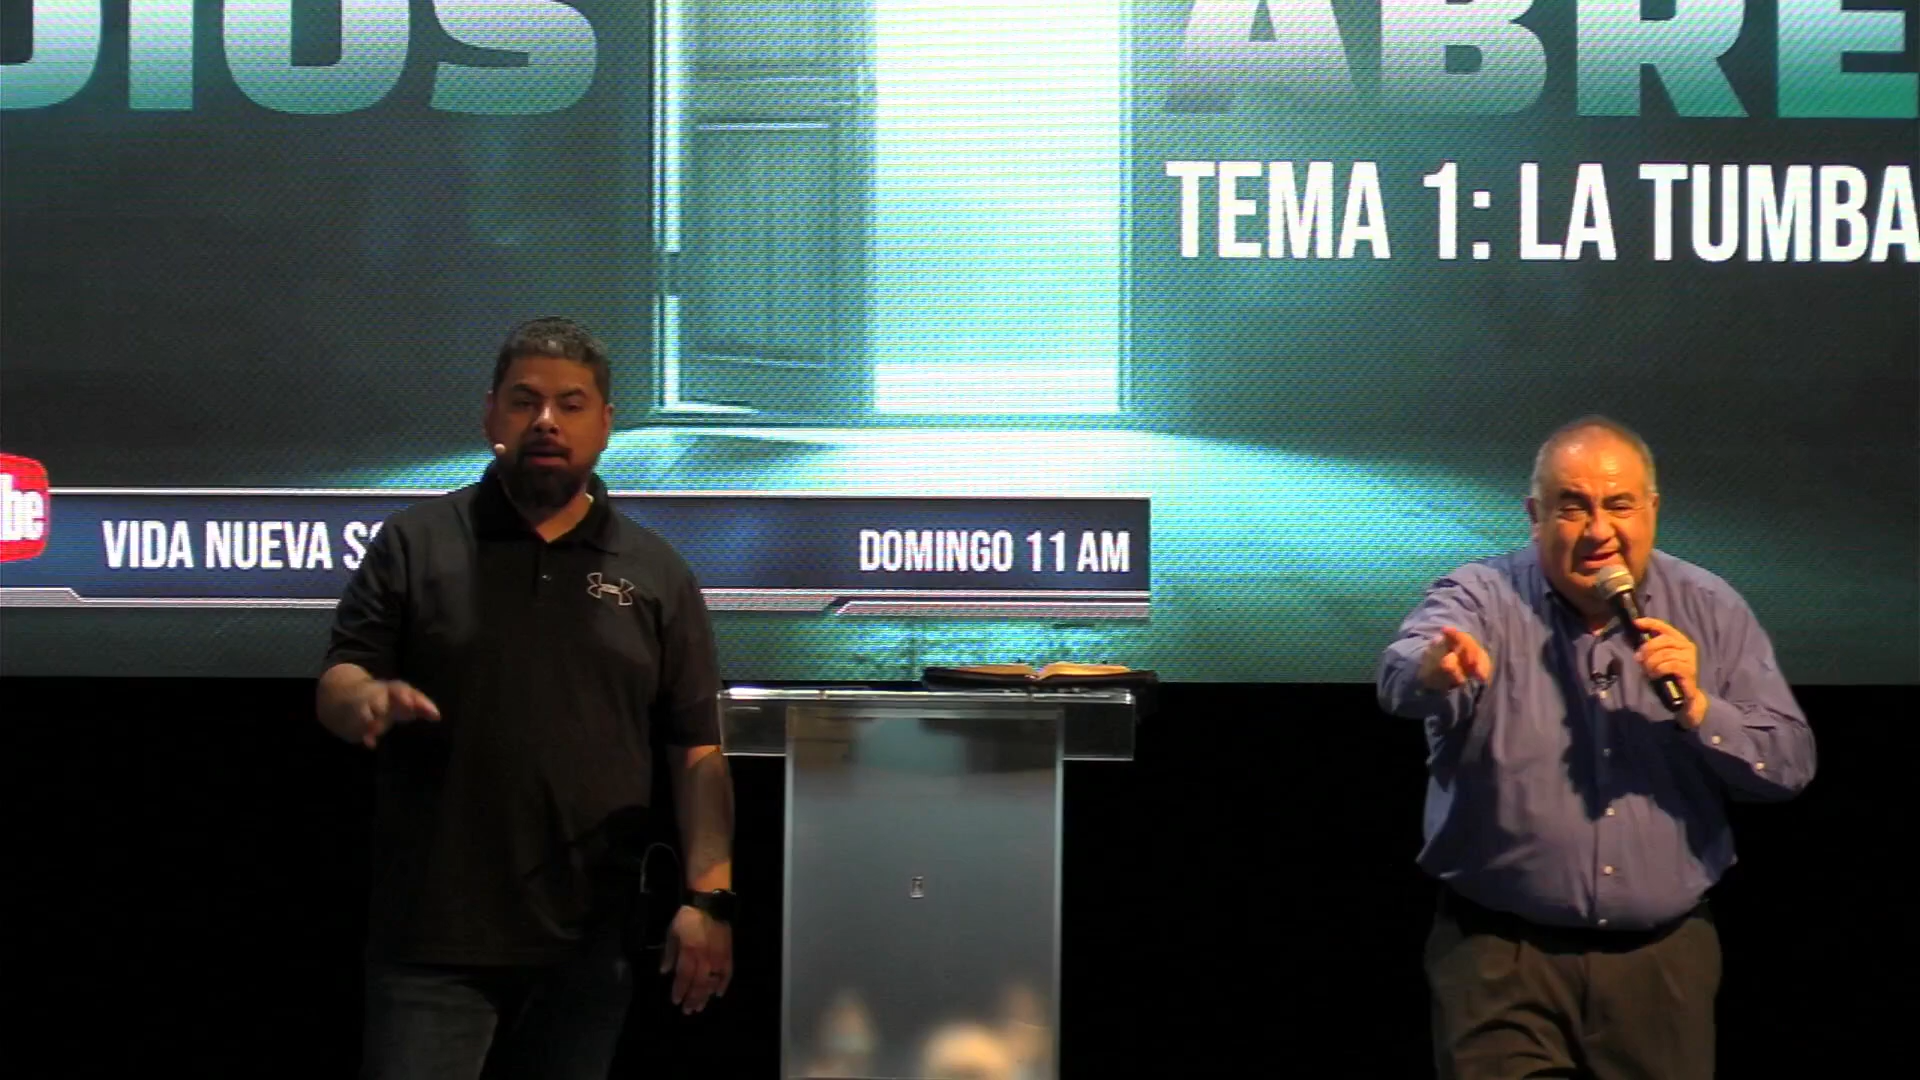 DIOS
ABRE
TEMA 1: LA TUMBA
VIDA NUEVA
DOMINGO 11 AM